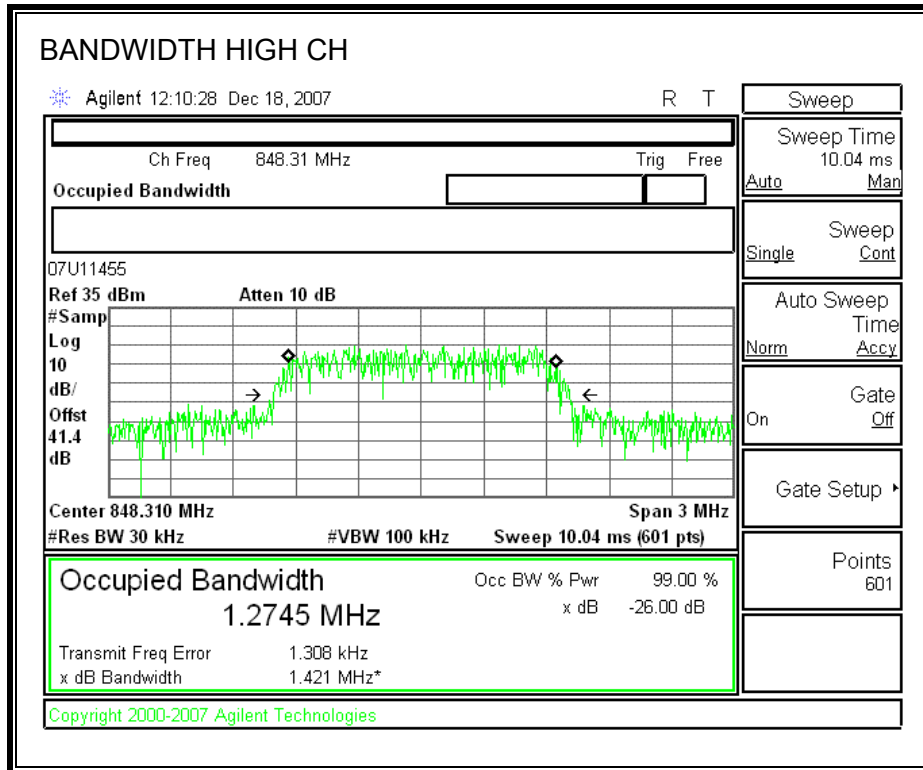 BANDWIDTH HIGH CH
Agilent 12:10:28 Dec 18, 2007 R T
Ch Freq 848.31 MHz Trig Free
Occupied Bandwidth
07U11455
Ref 35 dBm Atten 10 dB
#Samp
Log
10
dB/
Offst
41.4
dB
Center 848.310 MHz Span 3 MHz
#Res BW 30 kHz #VBW 100 kHz Sweep 10.04 ms (601 pts)
Occupied Bandwidth Occ BW % Pwr 99.00 %
1.2745 MHz x dB -26.00 dB
Transmit Freq Error 1.308 kHz
x dB Bandwidth 1.421 MHz*
Copyright 2000-2007 Agilent Technologies
Sweep
Sweep Time
10.04 ms
Auto Man
Sweep
Single Cont
Auto Sweep
Time
Norm Accy
Gate
On Off
Gate Setup
Points
601